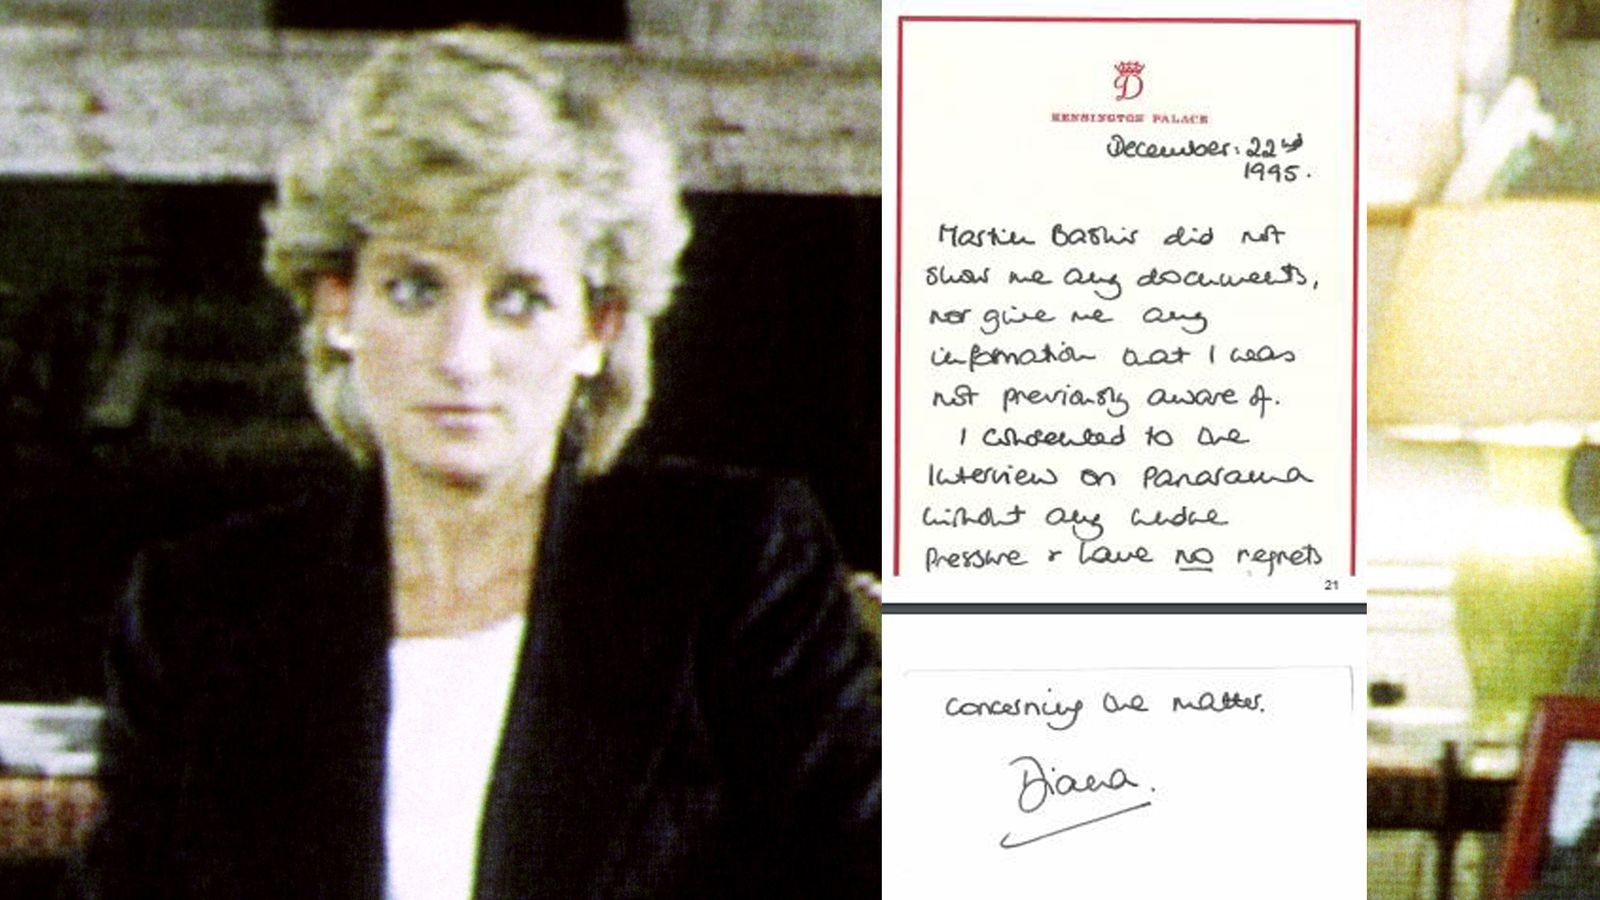 D
KENSINGTON PALACE
December: 22nd
1995.
Martin Bashir did not
show me any documents,
nor give me any
information that I was
not previously aware of.
I consented to the
interview on Panorama
without any undue
pressure & have no regrets
21
concerning the matter.
Diana.